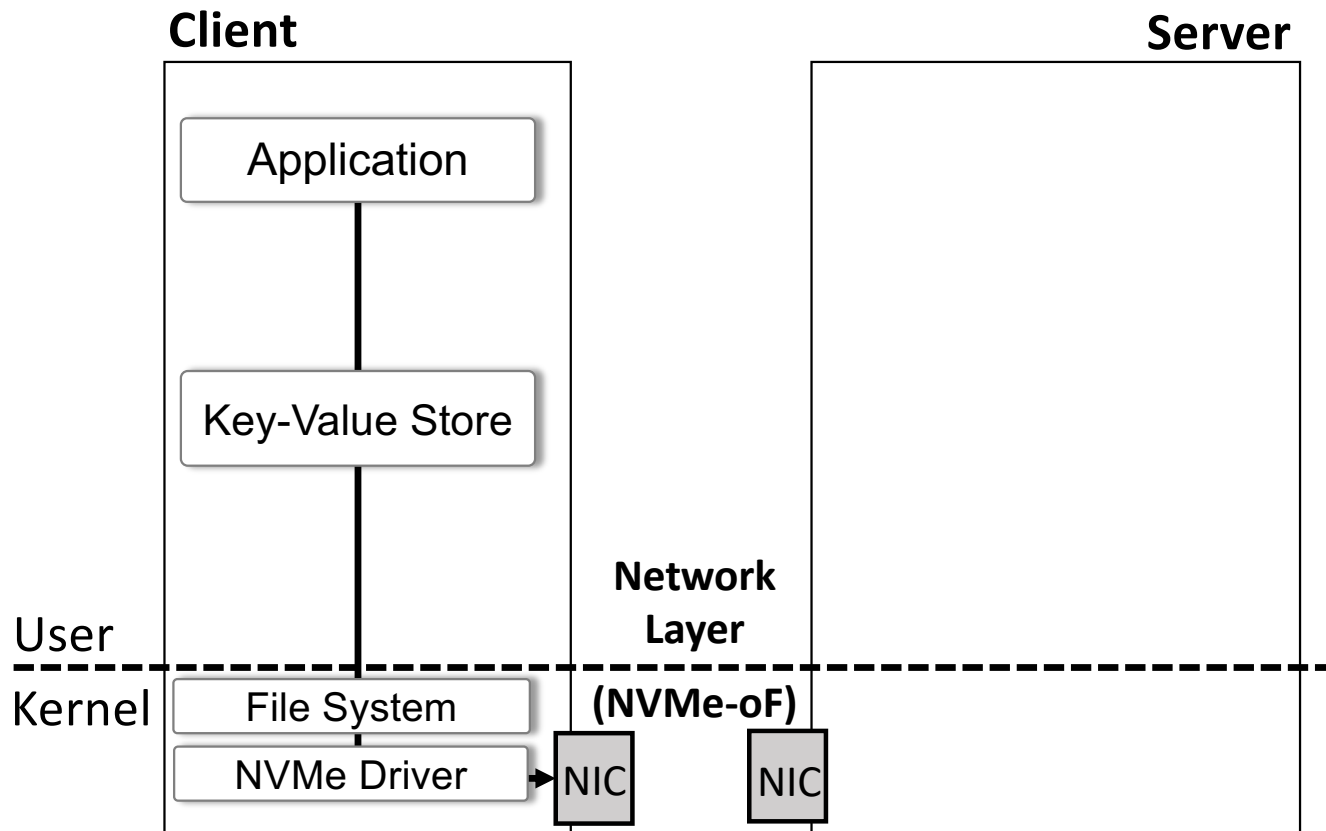 Client
Server
Application
Key-Value Store
Network
Layer
User
Kernel
(NVMe-oF)
File System
NVMe Driver
NIC
NIC